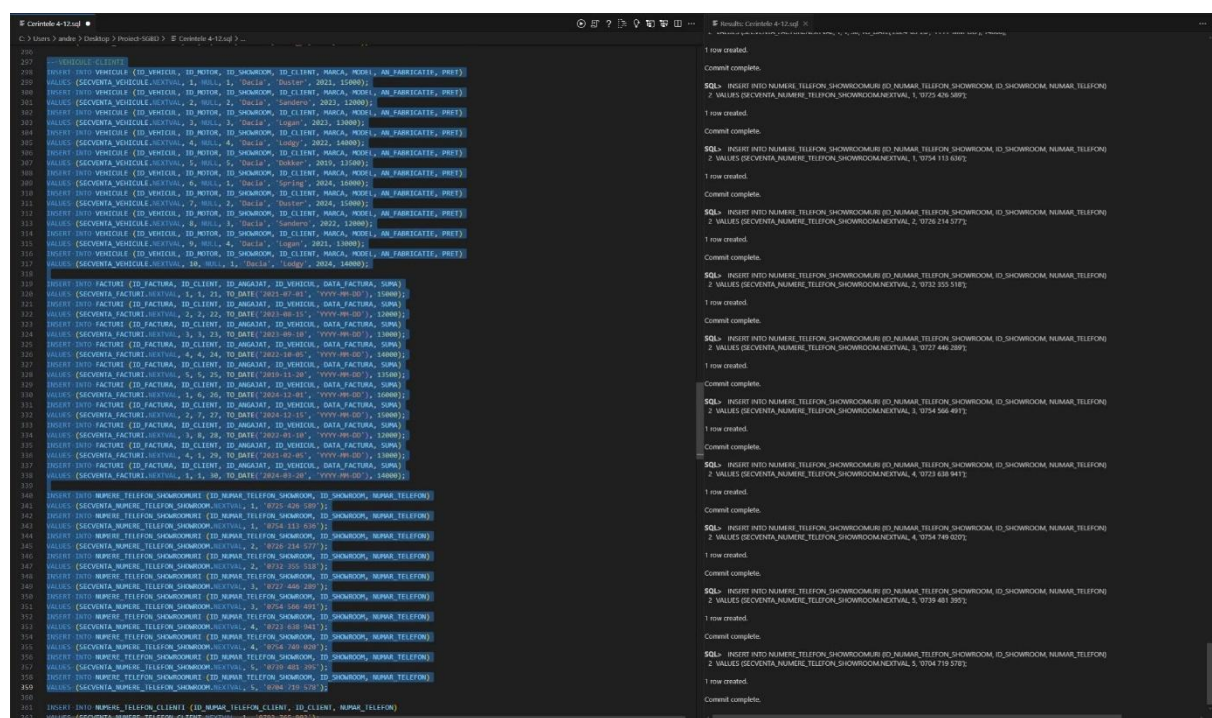 Cerintele 4-12.sql
C: > Users > andre > Desktop > Proiect-SGBD > Cerintele 4-12.sql > ...
296
297 -- VEHICULE CLIENTI
298 INSERT INTO VEHICULE (ID_VEHICUL, ID_MOTOR, ID_SHOWROOM, ID_CLIENT, MARCA, MODEL, AN_FABRICATIE, PRET)
299 VALUES (SECVENTA_VEHICULE.NEXTVAL, 1, NULL, 1, 'Dacia', 'Duster', 2021, 15000);
300 INSERT INTO VEHICULE (ID_VEHICUL, ID_MOTOR, ID_SHOWROOM, ID_CLIENT, MARCA, MODEL, AN_FABRICATIE, PRET)
301 VALUES (SECVENTA_VEHICULE.NEXTVAL, 2, NULL, 2, 'Dacia', 'Sandero', 2023, 12000);
302 INSERT INTO VEHICULE (ID_VEHICUL, ID_MOTOR, ID_SHOWROOM, ID_CLIENT, MARCA, MODEL, AN_FABRICATIE, PRET)
303 VALUES (SECVENTA_VEHICULE.NEXTVAL, 3, NULL, 3, 'Dacia', 'Logan', 2023, 13000);
304 INSERT INTO VEHICULE (ID_VEHICUL, ID_MOTOR, ID_SHOWROOM, ID_CLIENT, MARCA, MODEL, AN_FABRICATIE, PRET)
305 VALUES (SECVENTA_VEHICULE.NEXTVAL, 4, NULL, 4, 'Dacia', 'Lodgy', 2022, 14000);
306 INSERT INTO VEHICULE (ID_VEHICUL, ID_MOTOR, ID_SHOWROOM, ID_CLIENT, MARCA, MODEL, AN_FABRICATIE, PRET)
307 VALUES (SECVENTA_VEHICULE.NEXTVAL, 5, NULL, 5, 'Dacia', 'Dokker', 2019, 13500);
308 INSERT INTO VEHICULE (ID_VEHICUL, ID_MOTOR, ID_SHOWROOM, ID_CLIENT, MARCA, MODEL, AN_FABRICATIE, PRET)
309 VALUES (SECVENTA_VEHICULE.NEXTVAL, 6, NULL, 1, 'Dacia', 'Spring', 2024, 16000);
310 INSERT INTO VEHICULE (ID_VEHICUL, ID_MOTOR, ID_SHOWROOM, ID_CLIENT, MARCA, MODEL, AN_FABRICATIE, PRET)
311 VALUES (SECVENTA_VEHICULE.NEXTVAL, 7, NULL, 2, 'Dacia', 'Duster', 2024, 15000);
312 INSERT INTO VEHICULE (ID_VEHICUL, ID_MOTOR, ID_SHOWROOM, ID_CLIENT, MARCA, MODEL, AN_FABRICATIE, PRET)
313 VALUES (SECVENTA_VEHICULE.NEXTVAL, 8, NULL, 3, 'Dacia', 'Sandero', 2022, 12000);
314 INSERT INTO VEHICULE (ID_VEHICUL, ID_MOTOR, ID_SHOWROOM, ID_CLIENT, MARCA, MODEL, AN_FABRICATIE, PRET)
315 VALUES (SECVENTA_VEHICULE.NEXTVAL, 9, NULL, 4, 'Dacia', 'Logan', 2021, 13000);
316 INSERT INTO VEHICULE (ID_VEHICUL, ID_MOTOR, ID_SHOWROOM, ID_CLIENT, MARCA, MODEL, AN_FABRICATIE, PRET)
317 VALUES (SECVENTA_VEHICULE.NEXTVAL, 10, NULL, 1, 'Dacia', 'Lodgy', 2024, 14000);
318
319 INSERT INTO FACTURI (ID_FACTURA, ID_CLIENT, ID_ANGAJAT, ID_VEHICUL, DATA_FACTURA, SUMA)
320 VALUES (SECVENTA_FACTURI.NEXTVAL, 1, 1, 21, TO_DATE('2021-07-01', 'YYYY-MM-DD'), 15000);
321 INSERT INTO FACTURI (ID_FACTURA, ID_CLIENT, ID_ANGAJAT, ID_VEHICUL, DATA_FACTURA, SUMA)
322 VALUES (SECVENTA_FACTURI.NEXTVAL, 2, 2, 22, TO_DATE('2023-08-15', 'YYYY-MM-DD'), 12000);
323 INSERT INTO FACTURI (ID_FACTURA, ID_CLIENT, ID_ANGAJAT, ID_VEHICUL, DATA_FACTURA, SUMA)
324 VALUES (SECVENTA_FACTURI.NEXTVAL, 3, 3, 23, TO_DATE('2023-09-10', 'YYYY-MM-DD'), 13000);
325 INSERT INTO FACTURI (ID_FACTURA, ID_CLIENT, ID_ANGAJAT, ID_VEHICUL, DATA_FACTURA, SUMA)
326 VALUES (SECVENTA_FACTURI.NEXTVAL, 4, 4, 24, TO_DATE('2022-10-05', 'YYYY-MM-DD'), 14000);
327 INSERT INTO FACTURI (ID_FACTURA, ID_CLIENT, ID_ANGAJAT, ID_VEHICUL, DATA_FACTURA, SUMA)
328 VALUES (SECVENTA_FACTURI.NEXTVAL, 5, 5, 25, TO_DATE('2019-11-20', 'YYYY-MM-DD'), 13500);
329 INSERT INTO FACTURI (ID_FACTURA, ID_CLIENT, ID_ANGAJAT, ID_VEHICUL, DATA_FACTURA, SUMA)
330 VALUES (SECVENTA_FACTURI.NEXTVAL, 1, 6, 26, TO_DATE('2024-12-01', 'YYYY-MM-DD'), 16000);
331 INSERT INTO FACTURI (ID_FACTURA, ID_CLIENT, ID_ANGAJAT, ID_VEHICUL, DATA_FACTURA, SUMA)
332 VALUES (SECVENTA_FACTURI.NEXTVAL, 2, 7, 27, TO_DATE('2024-12-15', 'YYYY-MM-DD'), 15000);
333 INSERT INTO FACTURI (ID_FACTURA, ID_CLIENT, ID_ANGAJAT, ID_VEHICUL, DATA_FACTURA, SUMA)
334 VALUES (SECVENTA_FACTURI.NEXTVAL, 3, 8, 28, TO_DATE('2022-01-10', 'YYYY-MM-DD'), 12000);
335 INSERT INTO FACTURI (ID_FACTURA, ID_CLIENT, ID_ANGAJAT, ID_VEHICUL, DATA_FACTURA, SUMA)
336 VALUES (SECVENTA_FACTURI.NEXTVAL, 4, 1, 29, TO_DATE('2021-02-05', 'YYYY-MM-DD'), 13000);
337 INSERT INTO FACTURI (ID_FACTURA, ID_CLIENT, ID_ANGAJAT, ID_VEHICUL, DATA_FACTURA, SUMA)
338 VALUES (SECVENTA_FACTURI.NEXTVAL, 1, 1, 30, TO_DATE('2024-03-20', 'YYYY-MM-DD'), 14000);
339
340 INSERT INTO NUMERE_TELEFON_SHOWROOMURI (ID_NUMAR_TELEFON_SHOWROOM, ID_SHOWROOM, NUMAR_TELEFON)
341 VALUES (SECVENTA_NUMERE_TELEFON_SHOWROOM.NEXTVAL, 1, '0725 426 589');
342 INSERT INTO NUMERE_TELEFON_SHOWROOMURI (ID_NUMAR_TELEFON_SHOWROOM, ID_SHOWROOM, NUMAR_TELEFON)
343 VALUES (SECVENTA_NUMERE_TELEFON_SHOWROOM.NEXTVAL, 1, '0754 113 636');
344 INSERT INTO NUMERE_TELEFON_SHOWROOMURI (ID_NUMAR_TELEFON_SHOWROOM, ID_SHOWROOM, NUMAR_TELEFON)
345 VALUES (SECVENTA_NUMERE_TELEFON_SHOWROOM.NEXTVAL, 2, '0726 214 577');
346 INSERT INTO NUMERE_TELEFON_SHOWROOMURI (ID_NUMAR_TELEFON_SHOWROOM, ID_SHOWROOM, NUMAR_TELEFON)
347 VALUES (SECVENTA_NUMERE_TELEFON_SHOWROOM.NEXTVAL, 2, '0732 355 518');
348 INSERT INTO NUMERE_TELEFON_SHOWROOMURI (ID_NUMAR_TELEFON_SHOWROOM, ID_SHOWROOM, NUMAR_TELEFON)
349 VALUES (SECVENTA_NUMERE_TELEFON_SHOWROOM.NEXTVAL, 3, '0727 446 289');
350 INSERT INTO NUMERE_TELEFON_SHOWROOMURI (ID_NUMAR_TELEFON_SHOWROOM, ID_SHOWROOM, NUMAR_TELEFON)
351 VALUES (SECVENTA_NUMERE_TELEFON_SHOWROOM.NEXTVAL, 3, '0754 566 491');
352 INSERT INTO NUMERE_TELEFON_SHOWROOMURI (ID_NUMAR_TELEFON_SHOWROOM, ID_SHOWROOM, NUMAR_TELEFON)
353 VALUES (SECVENTA_NUMERE_TELEFON_SHOWROOM.NEXTVAL, 4, '0723 638 941');
354 INSERT INTO NUMERE_TELEFON_SHOWROOMURI (ID_NUMAR_TELEFON_SHOWROOM, ID_SHOWROOM, NUMAR_TELEFON)
355 VALUES (SECVENTA_NUMERE_TELEFON_SHOWROOM.NEXTVAL, 4, '0754 749 020');
356 INSERT INTO NUMERE_TELEFON_SHOWROOMURI (ID_NUMAR_TELEFON_SHOWROOM, ID_SHOWROOM, NUMAR_TELEFON)
357 VALUES (SECVENTA_NUMERE_TELEFON_SHOWROOM.NEXTVAL, 5, '0739 481 395');
358 INSERT INTO NUMERE_TELEFON_SHOWROOMURI (ID_NUMAR_TELEFON_SHOWROOM, ID_SHOWROOM, NUMAR_TELEFON)
359 VALUES (SECVENTA_NUMERE_TELEFON_SHOWROOM.NEXTVAL, 5, '0704 719 578');
360
361 INSERT INTO NUMERE_TELEFON_CLIENTI (ID_NUMAR_TELEFON_CLIENT, ID_CLIENT, NUMAR_TELEFON)
Results: Cerintele 4-12.sql
1 row created.
Commit complete.
SQL> INSERT INTO NUMERE_TELEFON_SHOWROOMURI (ID_NUMAR_TELEFON_SHOWROOM, ID_SHOWROOM, NUMAR_TELEFON)
2 VALUES (SECVENTA_NUMERE_TELEFON_SHOWROOM.NEXTVAL, 1, '0725 426 589');
1 row created.
Commit complete.
SQL> INSERT INTO NUMERE_TELEFON_SHOWROOMURI (ID_NUMAR_TELEFON_SHOWROOM, ID_SHOWROOM, NUMAR_TELEFON)
2 VALUES (SECVENTA_NUMERE_TELEFON_SHOWROOM.NEXTVAL, 1, '0754 113 636');
1 row created.
Commit complete.
SQL> INSERT INTO NUMERE_TELEFON_SHOWROOMURI (ID_NUMAR_TELEFON_SHOWROOM, ID_SHOWROOM, NUMAR_TELEFON)
2 VALUES (SECVENTA_NUMERE_TELEFON_SHOWROOM.NEXTVAL, 2, '0726 214 577');
1 row created.
Commit complete.
SQL> INSERT INTO NUMERE_TELEFON_SHOWROOMURI (ID_NUMAR_TELEFON_SHOWROOM, ID_SHOWROOM, NUMAR_TELEFON)
2 VALUES (SECVENTA_NUMERE_TELEFON_SHOWROOM.NEXTVAL, 2, '0732 355 518');
1 row created.
Commit complete.
SQL> INSERT INTO NUMERE_TELEFON_SHOWROOMURI (ID_NUMAR_TELEFON_SHOWROOM, ID_SHOWROOM, NUMAR_TELEFON)
2 VALUES (SECVENTA_NUMERE_TELEFON_SHOWROOM.NEXTVAL, 3, '0727 446 289');
1 row created.
Commit complete.
SQL> INSERT INTO NUMERE_TELEFON_SHOWROOMURI (ID_NUMAR_TELEFON_SHOWROOM, ID_SHOWROOM, NUMAR_TELEFON)
2 VALUES (SECVENTA_NUMERE_TELEFON_SHOWROOM.NEXTVAL, 3, '0754 566 491');
1 row created.
Commit complete.
SQL> INSERT INTO NUMERE_TELEFON_SHOWROOMURI (ID_NUMAR_TELEFON_SHOWROOM, ID_SHOWROOM, NUMAR_TELEFON)
2 VALUES (SECVENTA_NUMERE_TELEFON_SHOWROOM.NEXTVAL, 4, '0723 638 941');
1 row created.
Commit complete.
SQL> INSERT INTO NUMERE_TELEFON_SHOWROOMURI (ID_NUMAR_TELEFON_SHOWROOM, ID_SHOWROOM, NUMAR_TELEFON)
2 VALUES (SECVENTA_NUMERE_TELEFON_SHOWROOM.NEXTVAL, 4, '0754 749 020');
1 row created.
Commit complete.
SQL> INSERT INTO NUMERE_TELEFON_SHOWROOMURI (ID_NUMAR_TELEFON_SHOWROOM, ID_SHOWROOM, NUMAR_TELEFON)
2 VALUES (SECVENTA_NUMERE_TELEFON_SHOWROOM.NEXTVAL, 5, '0739 481 395');
1 row created.
Commit complete.
SQL> INSERT INTO NUMERE_TELEFON_SHOWROOMURI (ID_NUMAR_TELEFON_SHOWROOM, ID_SHOWROOM, NUMAR_TELEFON)
2 VALUES (SECVENTA_NUMERE_TELEFON_SHOWROOM.NEXTVAL, 5, '0704 719 578');
1 row created.
Commit complete.